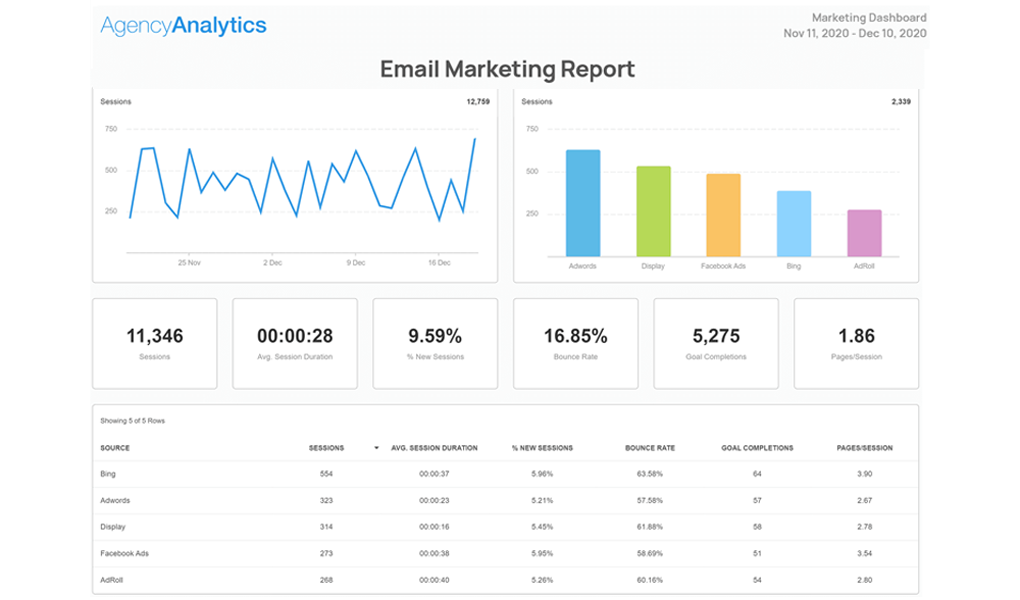 AgencyAnalytics
Marketing Dashboard
Nov 11, 2020 - Dec 10, 2020
Email Marketing Report
Sessions 12,759
750
500
250
25 Nov 2 Dec 9 Dec 16 Dec
Sessions 2,339
750
500
250
Adwords Display Facebook Ads Bing AdRoll
11,346
Sessions
00:00:28
Avg. Session Duration
9.59%
% New Sessions
16.85%
Bounce Rate
5,275
Goal Completions
1.86
Pages/Session
Showing 5 of 5 Rows
SOURCE SESSIONS AVG. SESSION DURATION % NEW SESSIONS BOUNCE RATE GOAL COMPLETIONS PAGES/SESSION
Bing 554 00:00:37 5.96% 63.58% 64 3.90
Adwords 323 00:00:23 5.21% 57.58% 57 2.67
Display 314 00:00:16 5.45% 61.88% 58 2.78
Facebook Ads 273 00:00:38 5.95% 58.69% 51 3.54
AdRoll 268 00:00:40 5.26% 60.16% 54 2.80